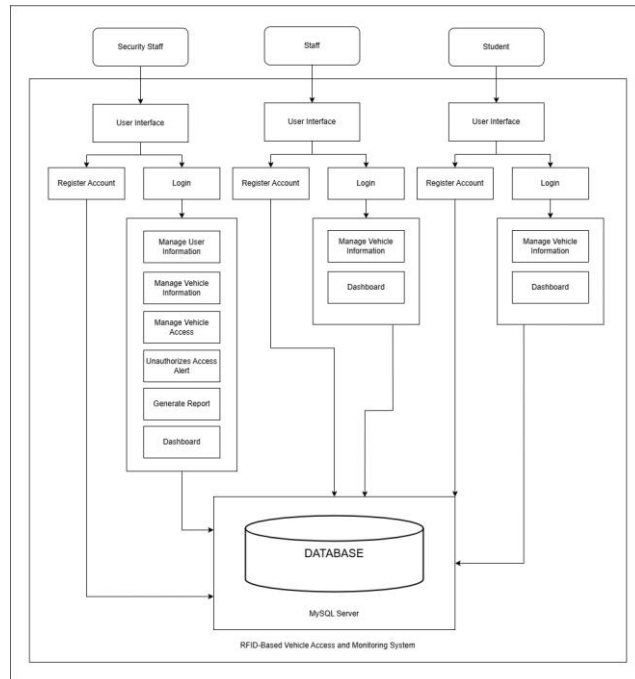 Security Staff
Staff
Student
User Interface
User Interface
User Interface
Register Account
Login
Register Account
Login
Register Account
Login
Manage User
Information
Manage Vehicle
Information
Manage Vehicle
Access
Unauthorizes Access
Alert
Generate Report
Dashboard
Manage Vehicle
Information
Dashboard
Manage Vehicle
Information
Dashboard
DATABASE
MySQL Server
RFID-Based Vehicle Access and Monitoring System